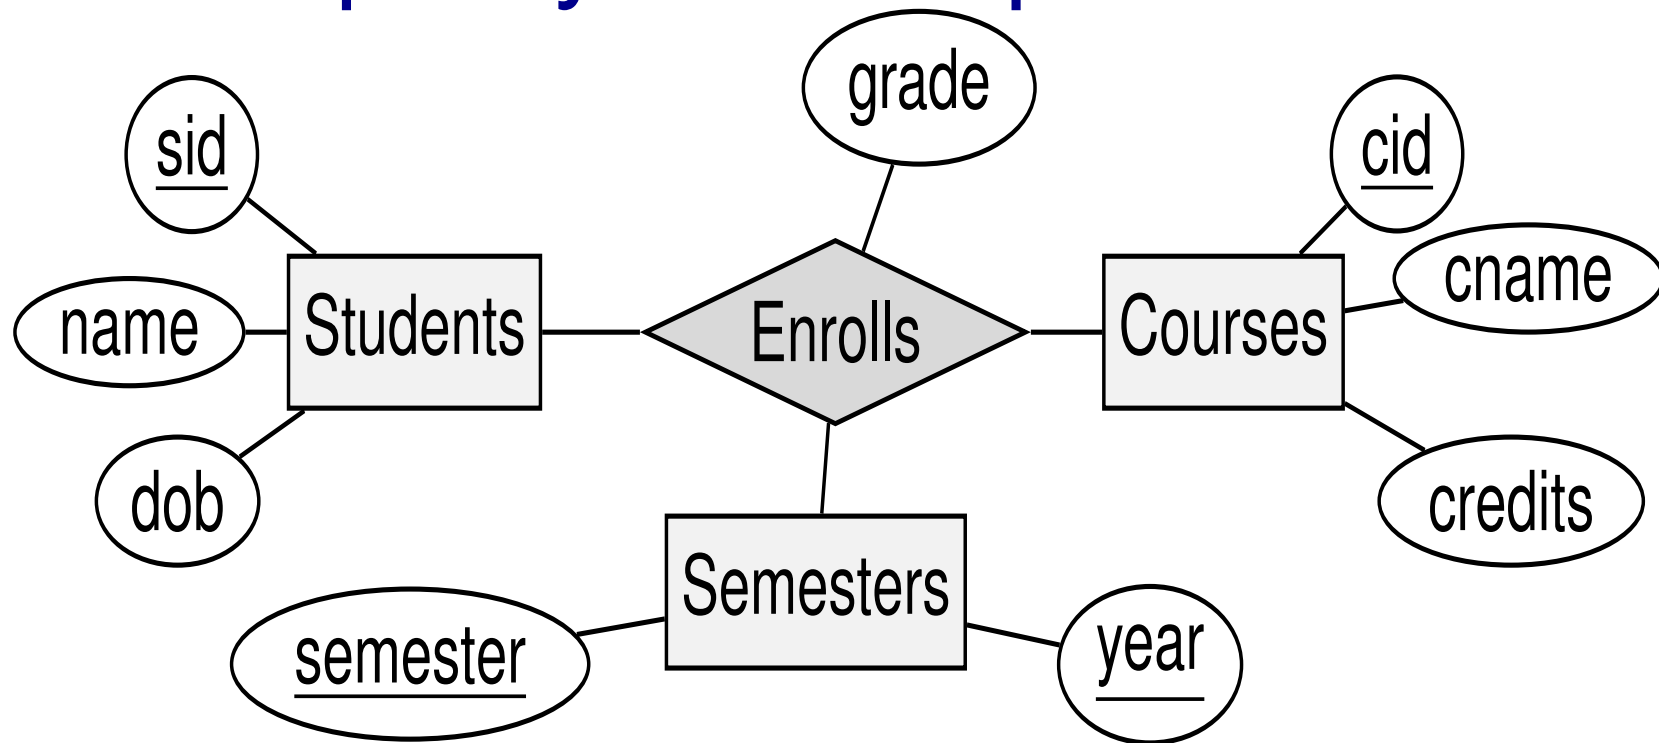 grade
sid
cid
cname
name
Students
Enrolls
Courses
dob
credits
Semesters
semester
year